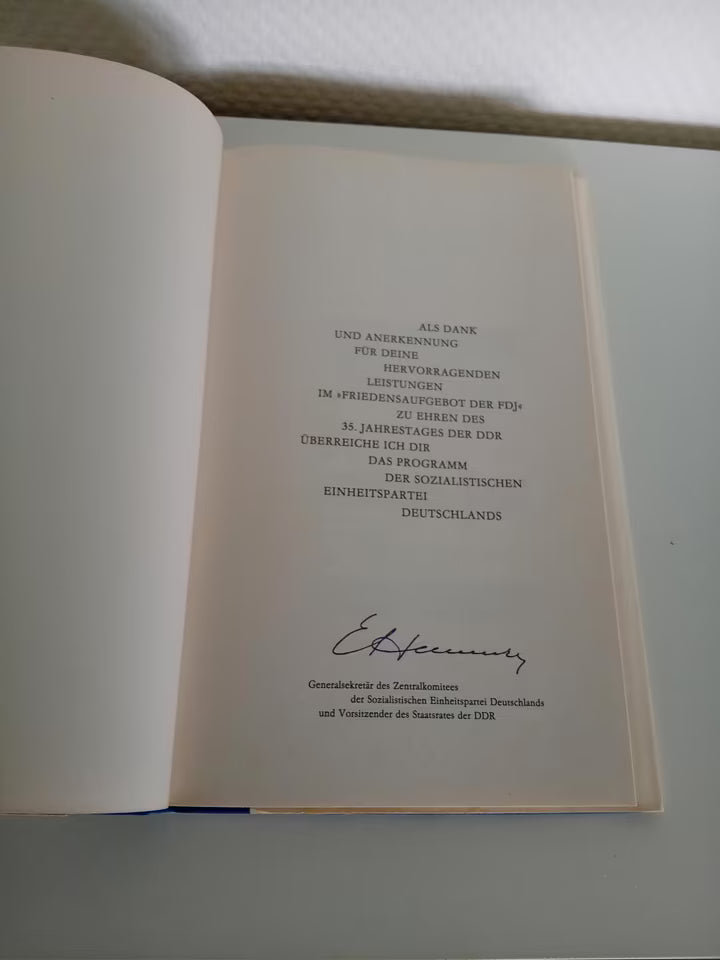 ALS DANK
UND ANERKENNUNG
FÜR DEINE
HERVORRAGENDEN
LEISTUNGEN
IM »FRIEDENSAUFGEBOT DER FDJ«
ZU EHREN DES
35. JAHRESTAGES DER DDR
ÜBERREICHE ICH DIR
DAS PROGRAMM
DER SOZIALISTISCHEN
EINHEITSPARTEI
DEUTSCHLANDS
Generalsekretär des Zentralkomitees
der Sozialistischen Einheitspartei Deutschlands
und Vorsitzender des Staatsrates der DDR